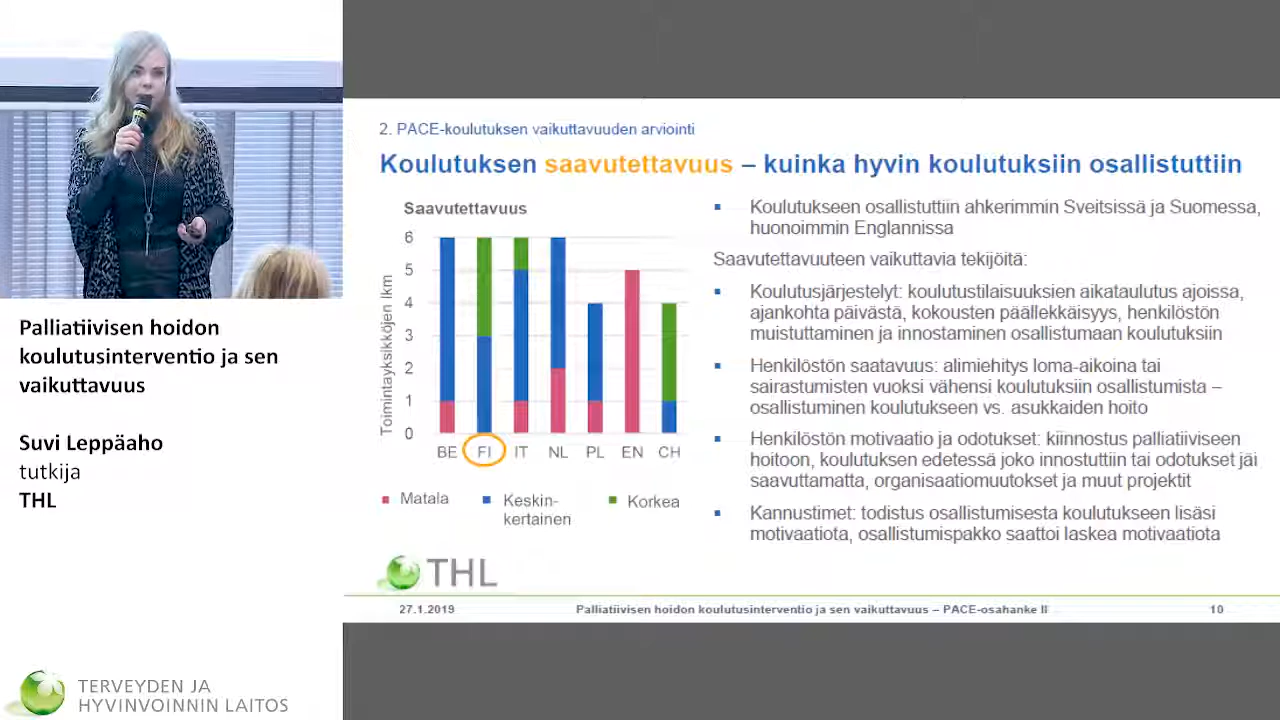 Palliatiivisen hoidon
koulutusinterventio ja sen
vaikuttavuus
Suvi Leppäaho
tutkija
THL
TERVEYDEN JA
HYVINVOINNIN LAITOS
2. PACE-koulutuksen vaikuttavuuden arviointi
Koulutuksen saavutettavuus – kuinka hyvin koulutuksiin osallistuttiin
Saavutettavuus
Toimintayksikköjen lkm
6
5
4
3
2
1
0
BE FI IT NL PL EN CH
Matala
Keskin-
kertainen
Korkea
Koulutukseen osallistuttiin ahkerimmin Sveitsissä ja Suomessa,
huonoimmin Englannissa
Saavutettavuuteen vaikuttavia tekijöitä:
Koulutusjärjestelyt: koulutustilaisuuksien aikataulutus ajoissa,
ajankohta päivästä, kokousten päällekkäisyys, henkilöstön
muistuttaminen ja innostaminen osallistumaan koulutuksiin
Henkilöstön saatavuus: alimiehitys loma-aikoina tai
sairastumisten vuoksi vähensi koulutuksiin osallistumista –
osallistuminen koulutukseen vs. asukkaiden hoito
Henkilöstön motivaatio ja odotukset: kiinnostus palliatiiviseen
hoitoon, koulutuksen edetessä joko innostuttiin tai odotukset jäi
saavuttamatta, organisaatiomuutokset ja muut projektit
Kannustimet: todistus osallistumisesta koulutukseen lisäsi
motivaatiota, osallistumispakko saattoi laskea motivaatiota
THL
27.1.2019
Palliatiivisen hoidon koulutusinterventio ja sen vaikuttavuus – PACE-osahanke II
10